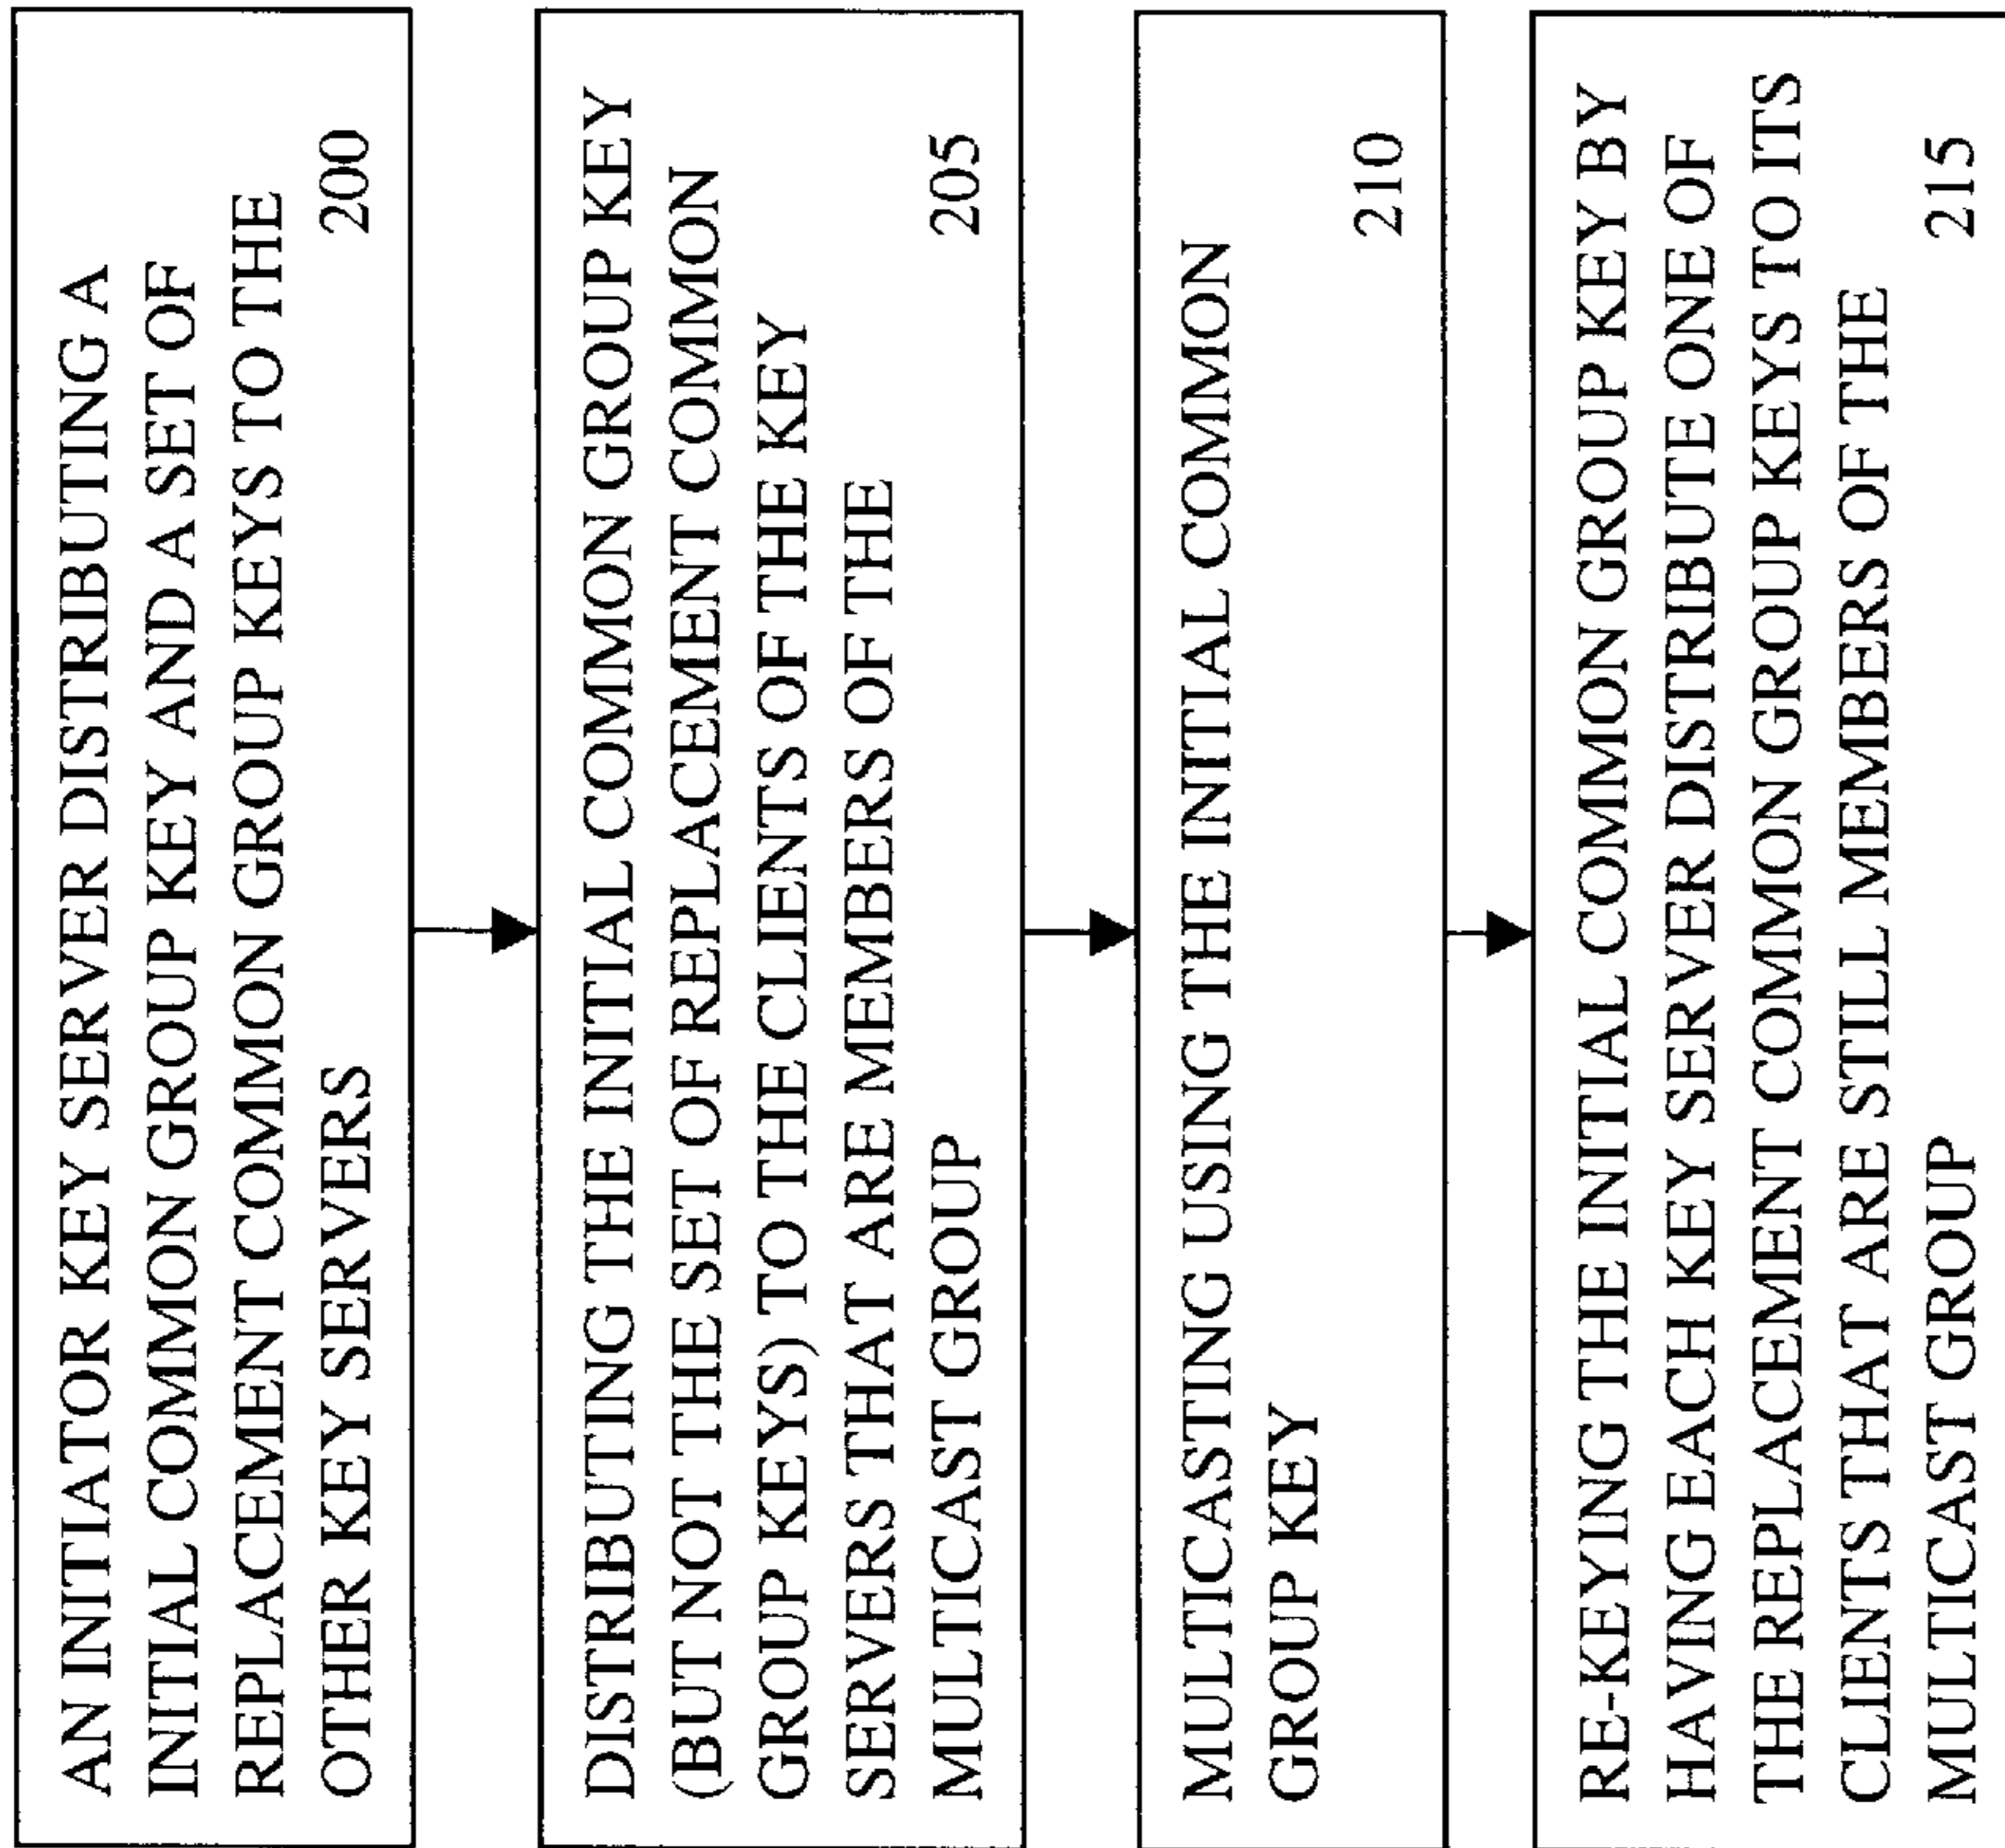 AN INITIATOR KEY SERVER DISTRIBUTING A
INITIAL COMMON GROUP KEY AND A SET OF
REPLACEMENT COMMON GROUP KEYS TO THE
OTHER KEY SERVERS 200
DISTRIBUTING THE INITIAL COMMON GROUP KEY
(BUT NOT THE SET OF REPLACEMENT COMMON
GROUP KEYS) TO THE CLIENTS OF THE KEY
SERVERS THAT ARE MEMBERS OF THE
MULTICAST GROUP 205
MULTICASTING USING THE INITIAL COMMON
GROUP KEY 210
RE-KEYING THE INITIAL COMMON GROUP KEY BY
HAVING EACH KEY SERVER DISTRIBUTE ONE OF
THE REPLACEMENT COMMON GROUP KEYS TO ITS
CLIENTS THAT ARE STILL MEMBERS OF THE
MULTICAST GROUP 215